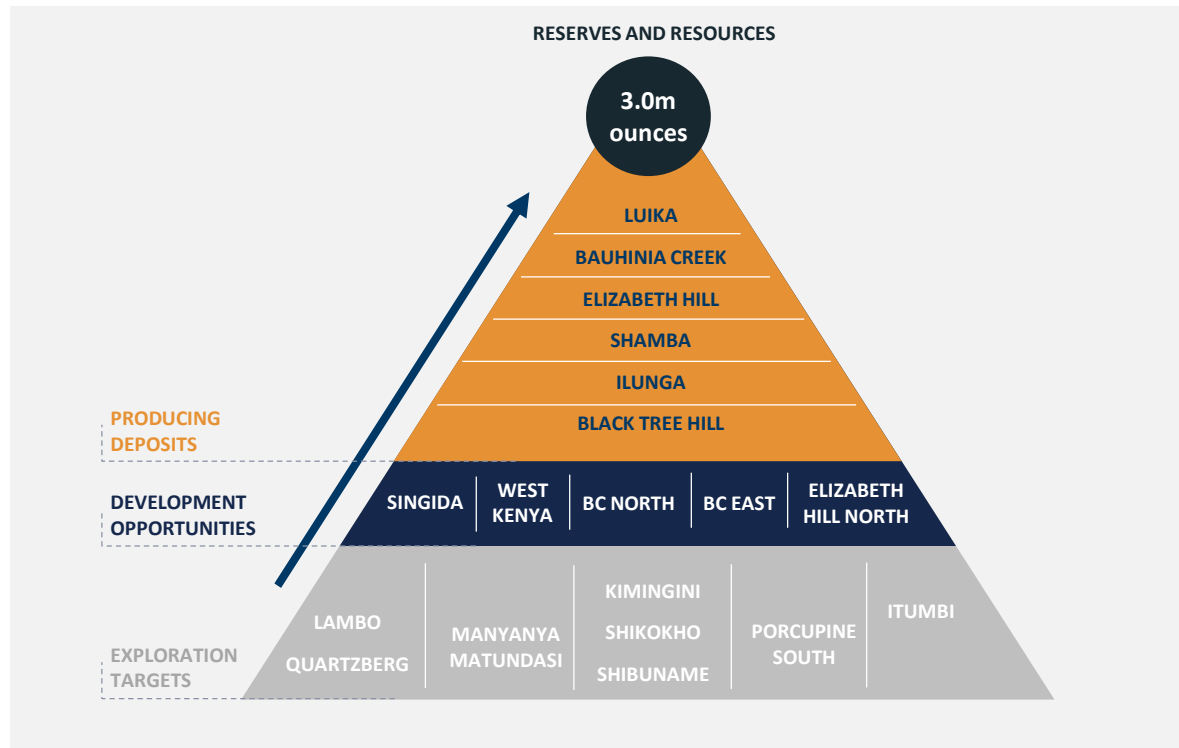 RESERVES AND RESOURCES
3.0m
ounces
LUIKA
BAUHINIA CREEK
ELIZABETH HILL
SHAMBA
ILUNGA
BLACK TREE HILL
PRODUCING
DEPOSITS
DEVELOPMENT
OPPORTUNITIES
SINGIDA
WEST
KENYA
BC NORTH
BC EAST
ELIZABETH
HILL NORTH
EXPLORATION
TARGETS
LAMBO
QUARTZBERG
MANYANYA
MATUNDASI
KIMINGINI
SHIKOKHO
SHIBUNAME
PORCUPINE
SOUTH
ITUMBI